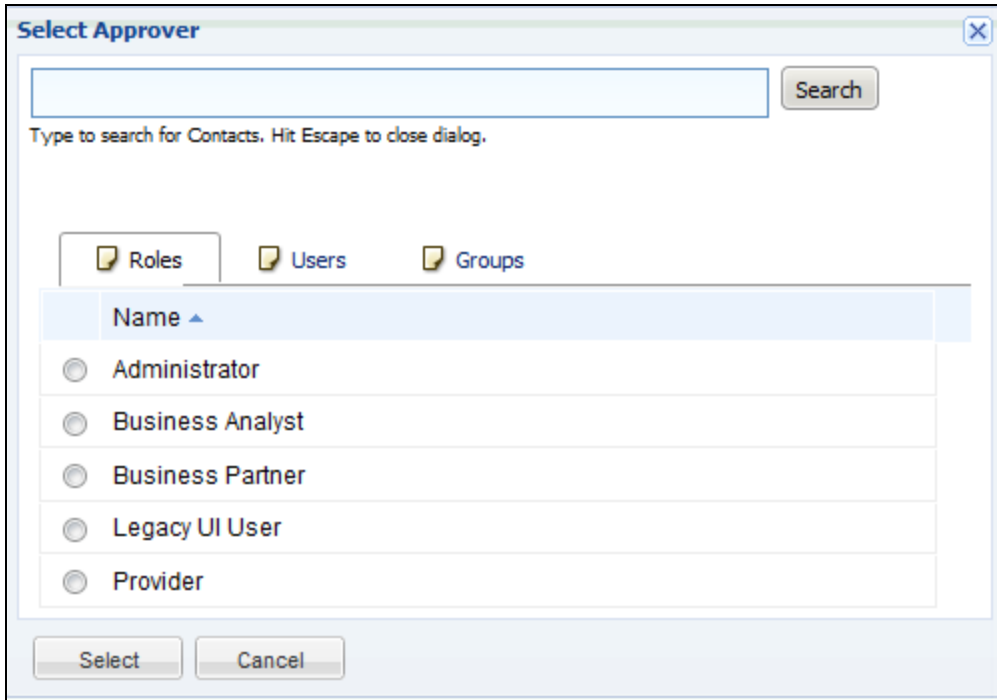 Select Approver
Search
Type to search for Contacts. Hit Escape to close dialog.
Roles Users Groups
Name
Administrator
Business Analyst
Business Partner
Legacy UI User
Provider
Select Cancel